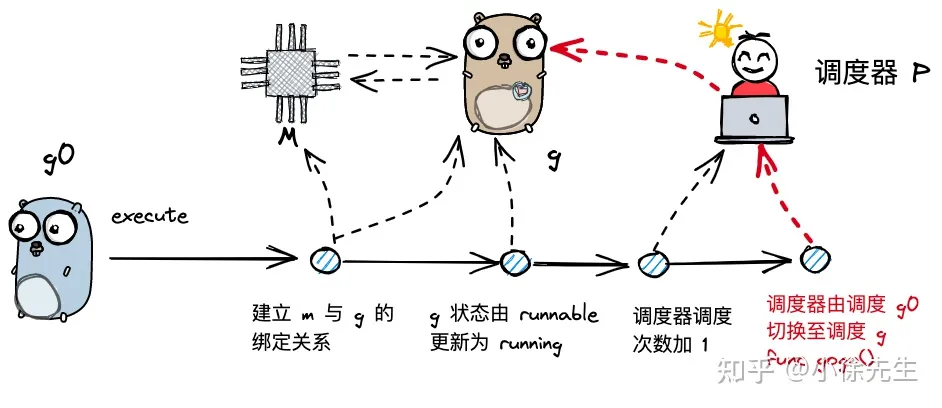 调度器 P
M
g
g0
execute
建立 m 与 g 的
绑定关系
g 状态由 runnable
更新为 running
调度器调度
次数加 1
调度器由调度 g0
切换至调度 g
func gogo()
知乎 @小徐先生